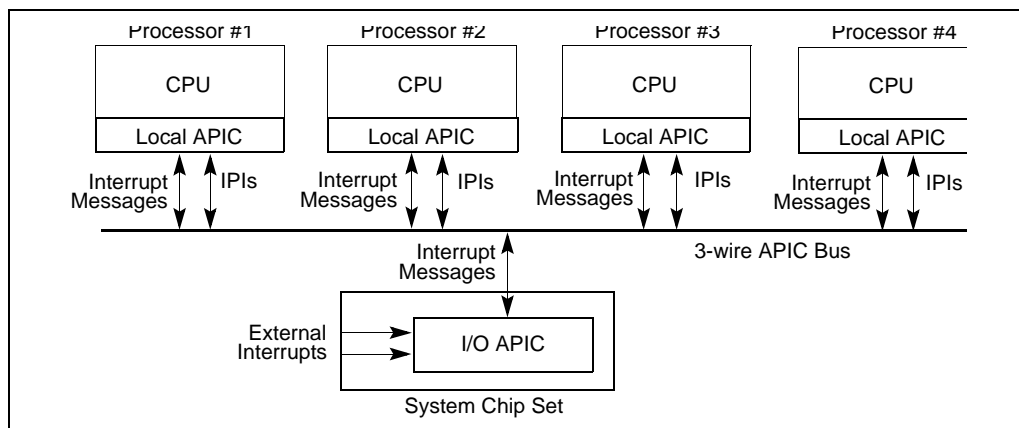 Processor #1
Processor #2
Processor #3
Processor #4
CPU
CPU
CPU
CPU
Local APIC
Local APIC
Local APIC
Local APIC
Interrupt
Messages
IPIs
Interrupt
Messages
IPIs
Interrupt
Messages
IPIs
Interrupt
Messages
IPIs
Interrupt
Messages
3-wire APIC Bus
External
Interrupts
I/O APIC
System Chip Set